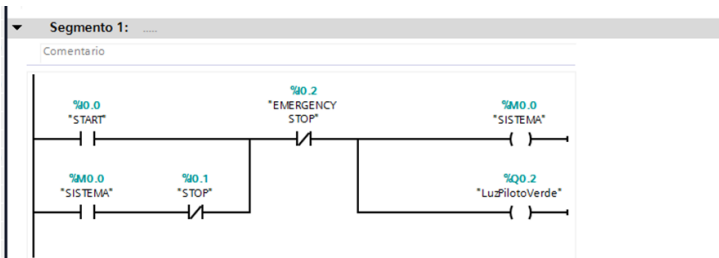 Segmento 1: .....
Comentario
%I0.0
"START"
%I0.2
"EMERGENCY
STOP"
%M0.0
"SISTEMA"
%M0.0
"SISTEMA"
%I0.1
"STOP"
%Q0.2
"LuzPilotoVerde"